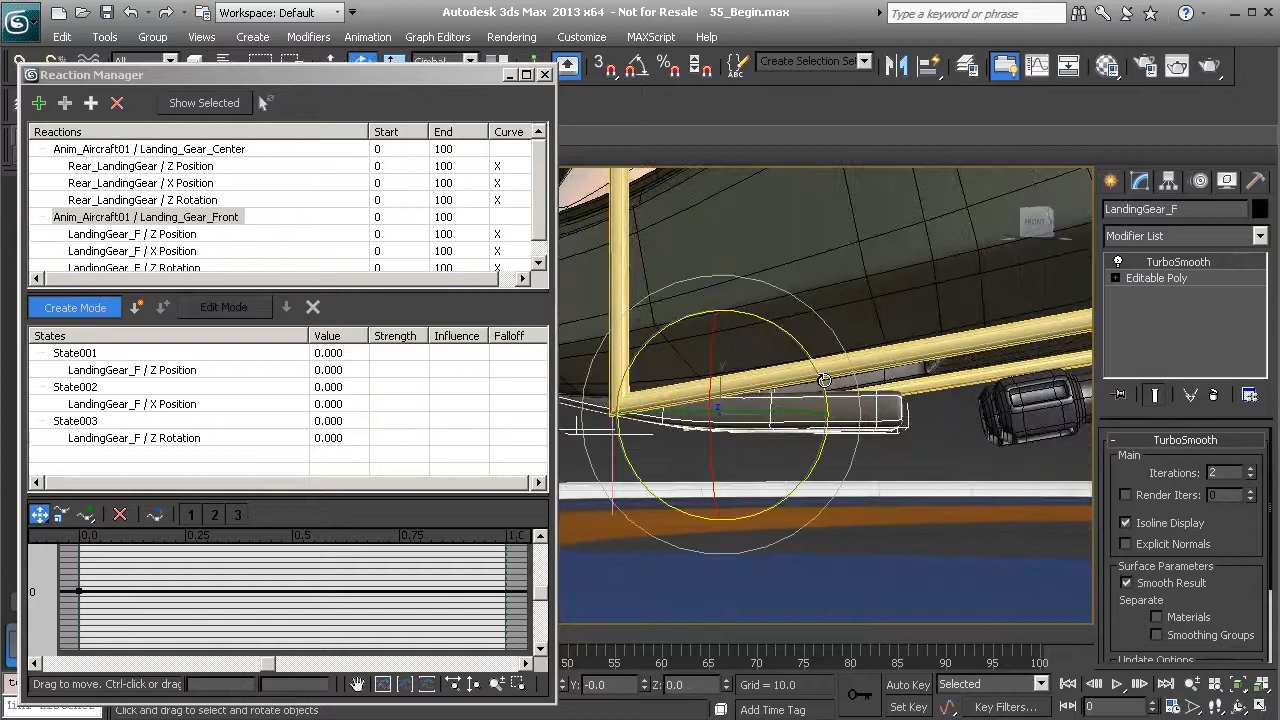 Workspace: Default
Autodesk 3ds Max 2013 x64 - Not for Resale 55_Begin.max
Type a keyword or phrase
Edit Tools Group Views Create Modifiers Animation Graph Editors Rendering Customize MAXScript Help
Create Selection Se
Reaction Manager
Show Selected
Reactions Start End Curve
Anim_Aircraft01 / Landing_Gear_Center 0 100
Rear_LandingGear / Z Position 0 100 X
Rear_LandingGear / X Position 0 100 X
Rear_LandingGear / Z Rotation 0 100 X
Anim_Aircraft01 / Landing_Gear_Front 0 100
LandingGear_F / Z Position 0 100 X
LandingGear_F / X Position 0 100 X
LandingGear_F / Z Rotation 0 100 X
Create Mode Edit Mode
States Value Strength Influence Falloff
State001 0.000
LandingGear_F / Z Position 0.000
State002 0.000
LandingGear_F / X Position 0.000
State003 0.000
LandingGear_F / Z Rotation 0.000
1 2 3
0.0 0.25 0.50 0.75 1.0
0
Drag to move. Ctrl-click or drag
FRONT
LandingGear_F
Modifier List
TurboSmooth
Editable Poly
TurboSmooth
Main
Iterations: 2
Render Iters: 0
Isoline Display
Explicit Normals
Surface Parameters
Smooth Result
Separate
Materials
Smoothing Groups
Update Options
50 55 60 65 70 75 80 85 90 95 100
Y: -0.0 Z: 0.0 Grid = 10.0 Auto Key Selected
Click and drag to select and rotate objects Add Time Tag Set Key Key Filters... 0